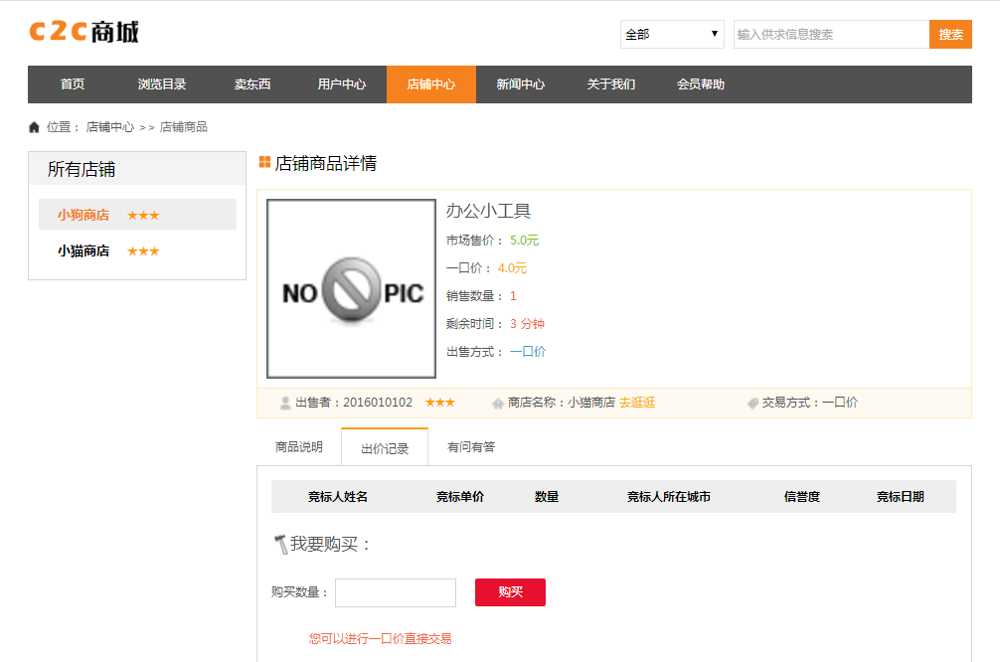 C2C商城
全部 输入供求信息搜索 搜索
首页 浏览目录 卖东西 用户中心 店铺中心 新闻中心 关于我们 会员帮助
位置： 店铺中心 >> 店铺商品
所有店铺
小狗商店 ★★★
小猫商店 ★★★
店铺商品详情
NO PIC
办公小工具
市场售价： 5.0元
一口价： 4.0元
销售数量： 1
剩余时间： 3 分钟
出售方式： 一口价
出售者：2016010102 ★★★ 商店名称：小猫商店 去逛逛 交易方式：一口价
商品说明 出价记录 有问有答
竞标人姓名 竞标单价 数量 竞标人所在城市 信誉度 竞标日期
我要购买：
购买数量： 购买
您可以进行一口价直接交易